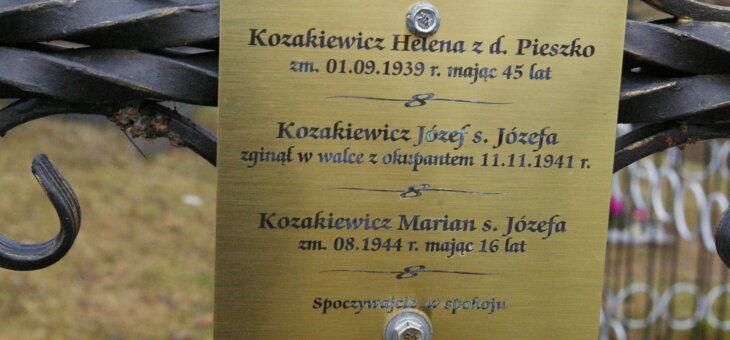 Kozakiewicz Helena z d. Pieszko
zm. 01.09.1939 r. mając 45 lat
Kozakiewicz Józef s. Józefa
zginął w walce z okupantem 11.11.1941 r.
Kozakiewicz Marian s. Józefa
zm. 08.1944 r. mając 16 lat
Spoczywajcie w spokoju